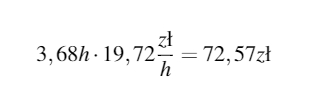 3,68h · 19,72 zł/h = 72,57zł